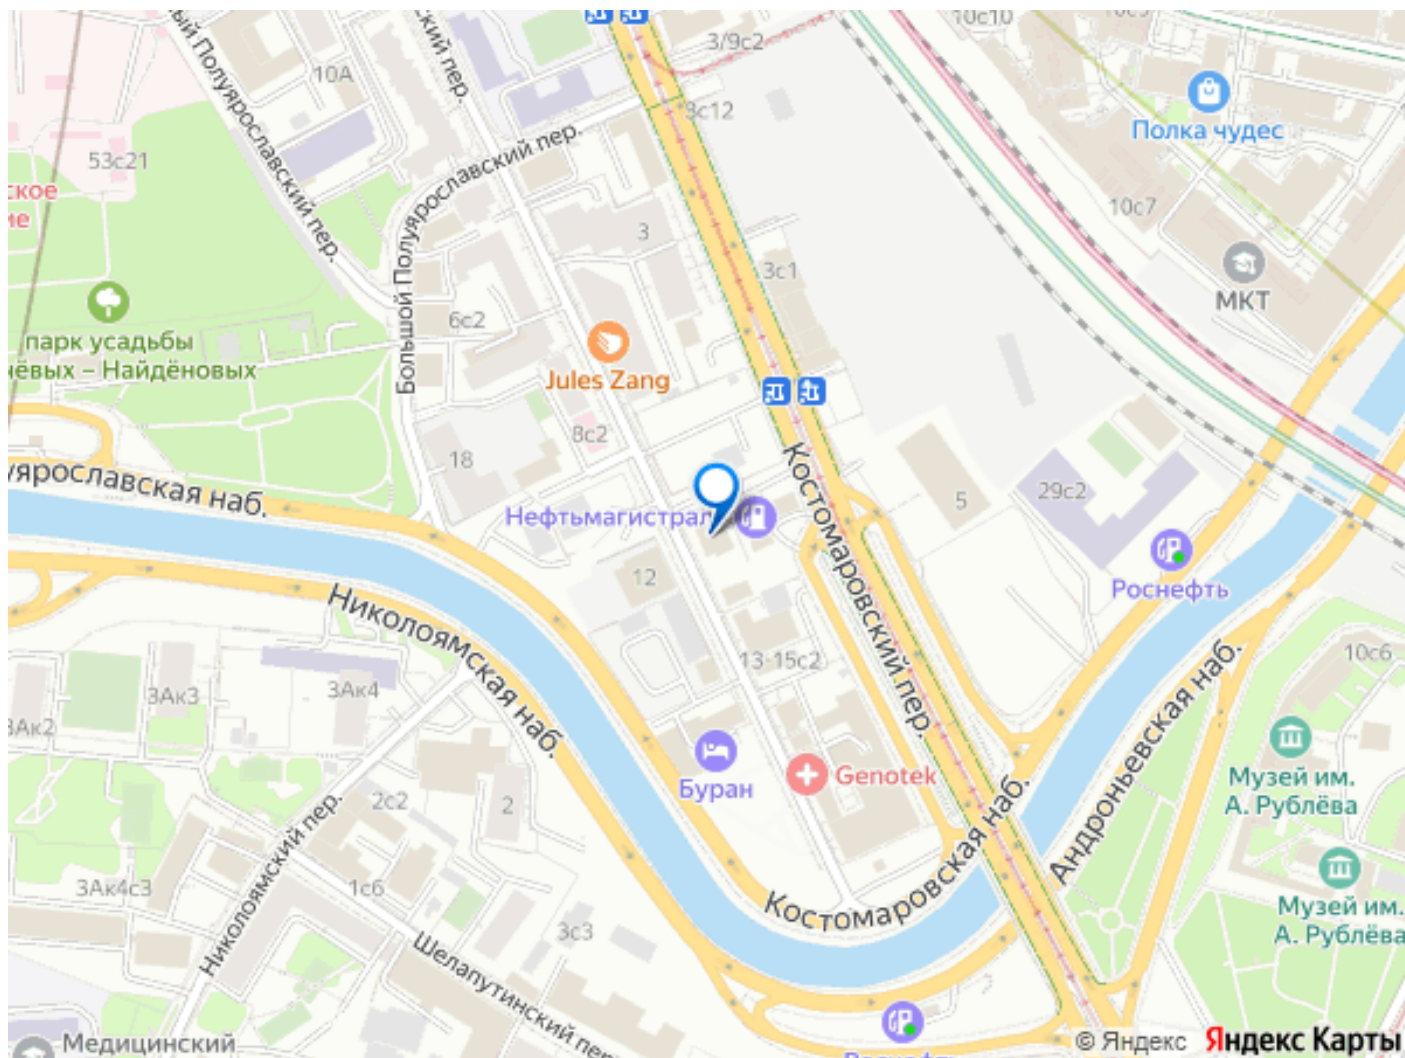 10с10
3/9с2
10А
3с12
Полка чудес
53с21
Большой Полуярославский пер.
Полуярославский пер.
10с7
3
3с1
МКТ
6с2
парк усадьбы
Найдёновых
Jules Zang
8с2
18
5
29с2
Нефтьмагистраль
Костомаровский пер.
12
Роснефть
Николоямская наб.
13-15с2
10с6
3Ак3
3Ак4
3Ак2
Андроньевская наб.
Музей им.
А. Рублёва
Genotek
Буран
2с2
2
Николоямский пер.
Костомаровская наб.
3Ак4с3
1с6
3с3
Музей им.
А. Рублёва
Шелапутинский пер.
Медицинский
© Яндекс Яндекс Карты